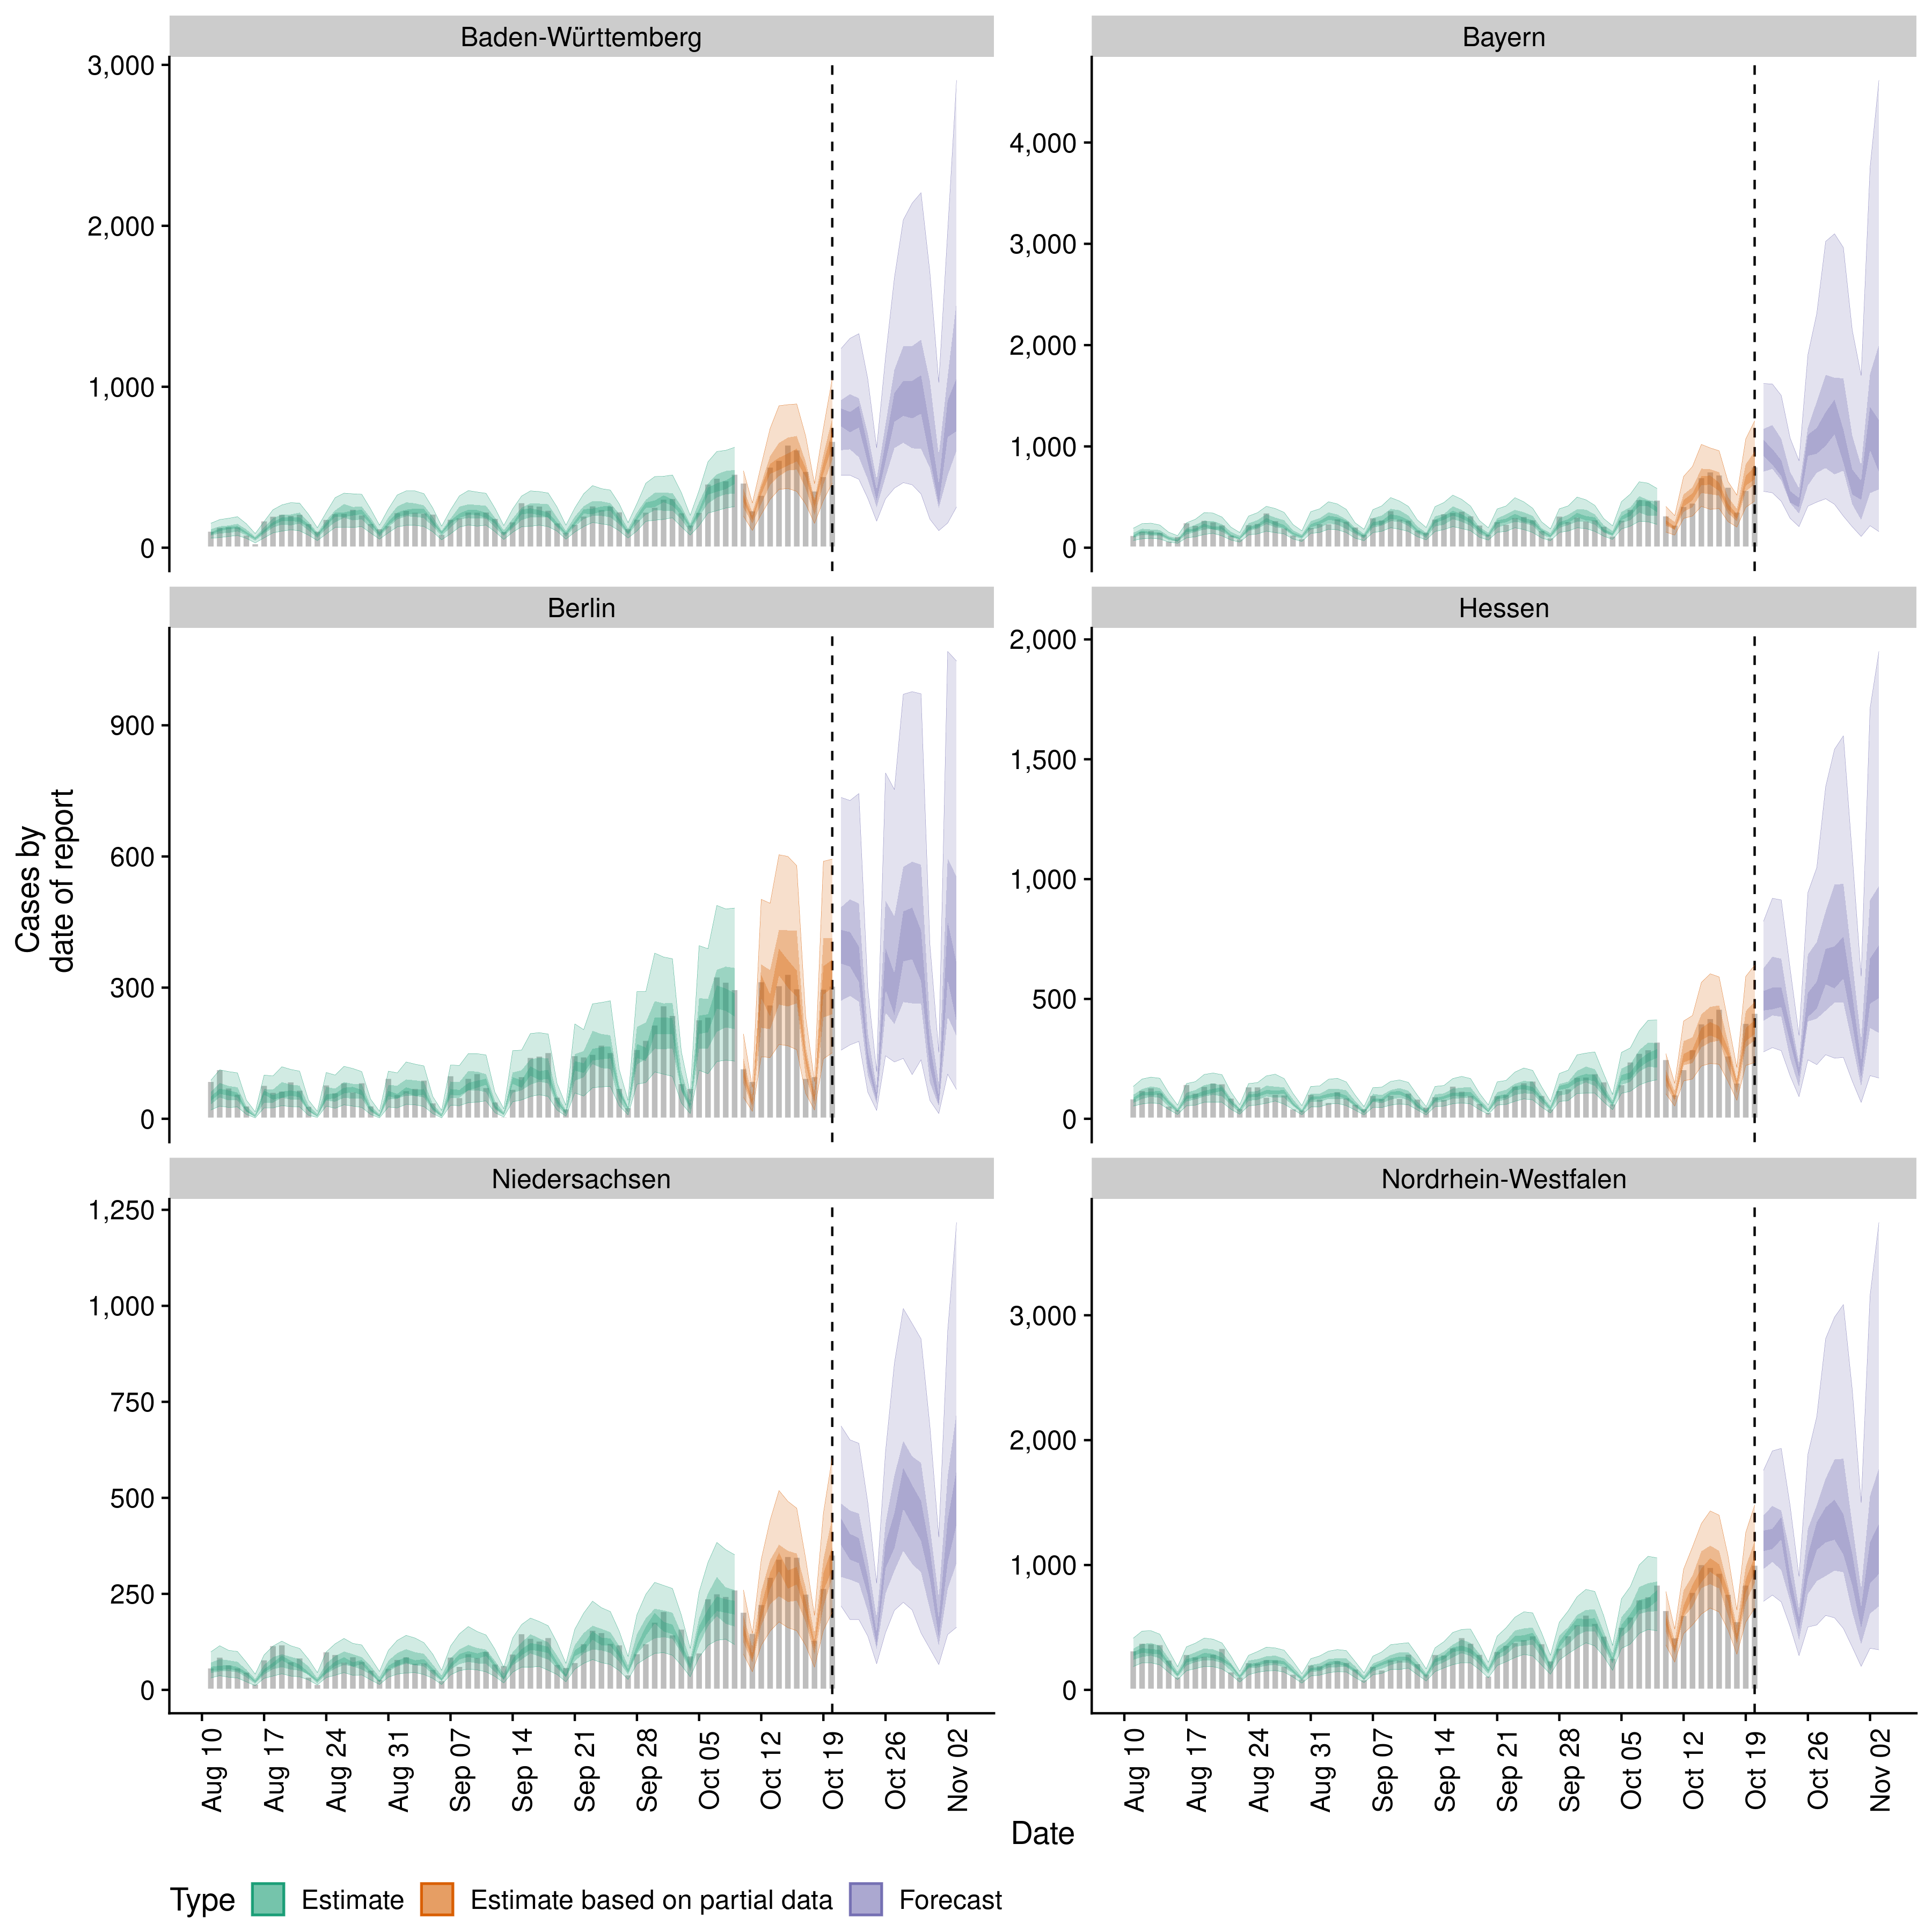 Baden-Württemberg
Bayern
3,000
2,000
1,000
0
4,000
3,000
2,000
1,000
0
Berlin
Hessen
900
600
300
0
2,000
1,500
1,000
500
0
Cases by
date of report
Niedersachsen
Nordrhein-Westfalen
1,250
1,000
750
500
250
0
3,000
2,000
1,000
0
Aug 10
Aug 17
Aug 24
Aug 31
Sep 07
Sep 14
Sep 21
Sep 28
Oct 05
Oct 12
Oct 19
Oct 26
Nov 02
Aug 10
Aug 17
Aug 24
Aug 31
Sep 07
Sep 14
Sep 21
Sep 28
Oct 05
Oct 12
Oct 19
Oct 26
Nov 02
Date
Type Estimate Estimate based on partial data Forecast